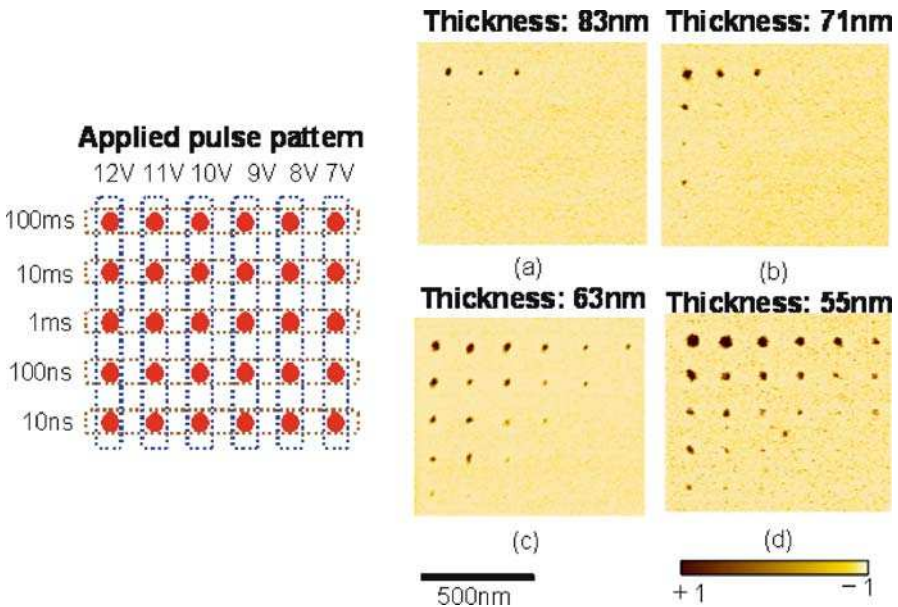 Applied pulse pattern
12V 11V 10V 9V 8V 7V
100ms
10ms
1ms
100ns
10ns
Thickness: 83nm
(a)
Thickness: 71nm
(b)
Thickness: 63nm
(c)
Thickness: 55nm
(d)
500nm
+1 -1